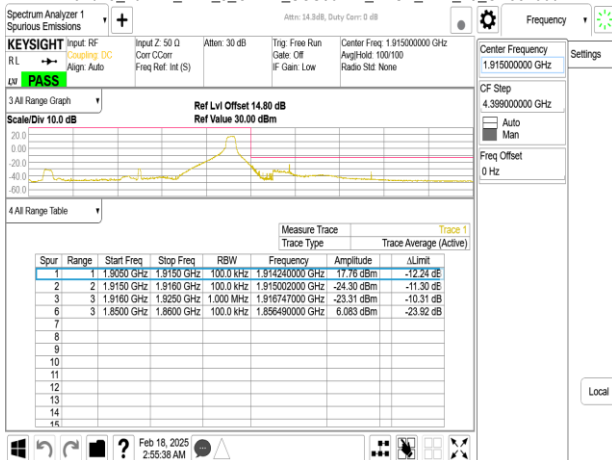 Spectrum Analyzer 1
Spurious Emissions
Attn: 14.8dB, Duty Corr: 0 dB
Frequency
KEYSIGHT
RL
LXI
PASS
Input: RF
Coupling: DC
Align: Auto
Input Z: 50 Ω
Corr CCorr
Freq Ref: Int (S)
Atten: 30 dB
Trig: Free Run
Gate: Off
IF Gain: Low
Center Freq: 1.915000000 GHz
Avg|Hold: 100/100
Radio Std: None
Center Frequency
1.915000000 GHz
Settings
CF Step
4.399000000 GHz
Auto
Man
Freq Offset
0 Hz
3 All Range Graph
Scale/Div 10.0 dB
Ref Lvl Offset 14.80 dB
Ref Value 30.00 dBm
20.0
0.00
-20.0
-40.0
-60.0
4 All Range Table
Measure Trace Trace 1
Trace Type Trace Average (Active)
Spur Range Start Freq Stop Freq RBW Frequency Amplitude ΔLimit
1 1 1.9050 GHz 1.9150 GHz 100.0 kHz 1.914240000 GHz 17.76 dBm -12.24 dB
2 2 1.9150 GHz 1.9160 GHz 100.0 kHz 1.915002000 GHz -24.30 dBm -11.30 dB
3 3 1.9160 GHz 1.9250 GHz 1.000 MHz 1.916747000 GHz -23.31 dBm -10.31 dB
6 3 1.8500 GHz 1.8600 GHz 100.0 kHz 1.856490000 GHz 6.083 dBm -23.92 dB
7
8
9
10
11
12
13
14
15
Local
Feb 18, 2025
2:55:38 AM